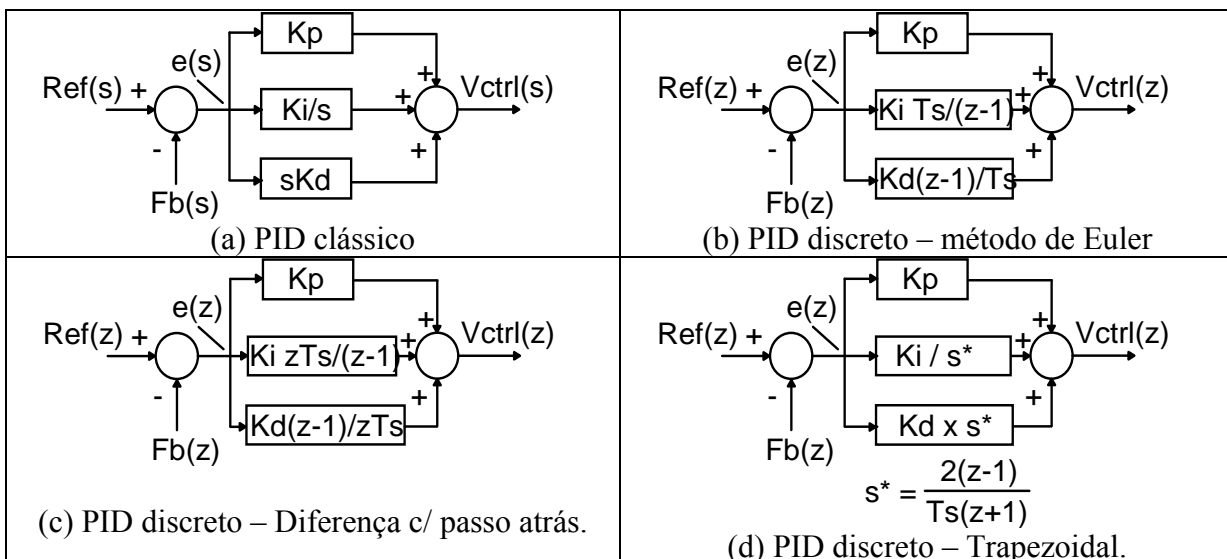 Kp
e(s)
Ref(s) +
+
Ki/s
+
Vctrl(s)
-
sKd
+
Fb(s)
(a) PID clássico
Kp
e(z)
Ref(z) +
+
Ki Ts/(z-1)
+
Vctrl(z)
-
Kd(z-1)/Ts
+
Fb(z)
(b) PID discreto – método de Euler
Kp
e(z)
Ref(z) +
+
Ki zTs/(z-1)
+
Vctrl(z)
-
Kd(z-1)/zTs
+
Fb(z)
(c) PID discreto – Diferença c/ passo atrás.
Kp
e(z)
Ref(z) +
+
Ki / s*
+
Vctrl(z)
-
Kd x s*
+
Fb(z)
s* = 2(z-1)
Ts(z+1)
(d) PID discreto – Trapezoidal.